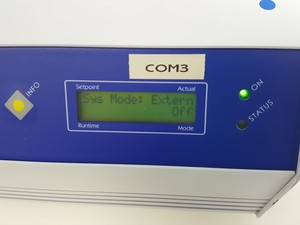 COM3
Setpoint Actual
Sys Mode: Extern
Off
Runtime Mode
INFO
ON
STATUS